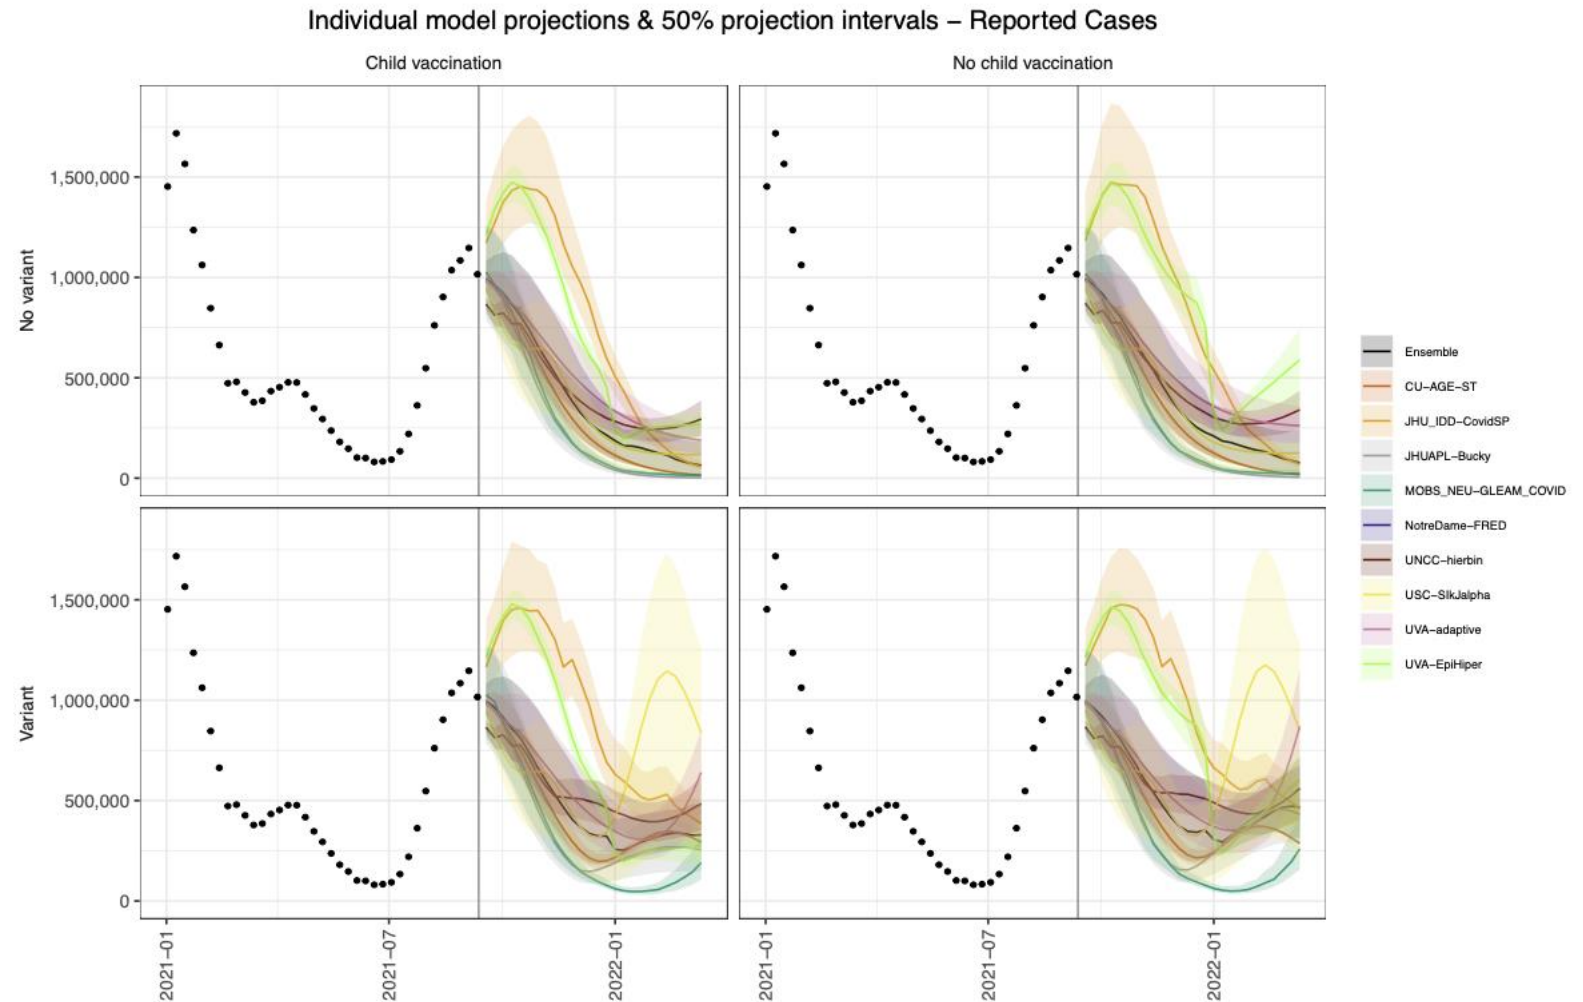 Individual model projections & 50% projection intervals – Reported Cases
Child vaccination
No child vaccination
No variant
1,500,000
1,000,000
500,000
0
Variant
1,500,000
1,000,000
500,000
0
2021–01
2021–07
2022–01
2021–01
2021–07
2022–01
Ensemble
CU–AGE–ST
JHU_IDD–CovidSP
JHUAPL–Bucky
MOBS_NEU–GLEAM_COVID
NotreDame–FRED
UNCC–hierbin
USC–SIkJalpha
UVA–adaptive
UVA–EpiHiper